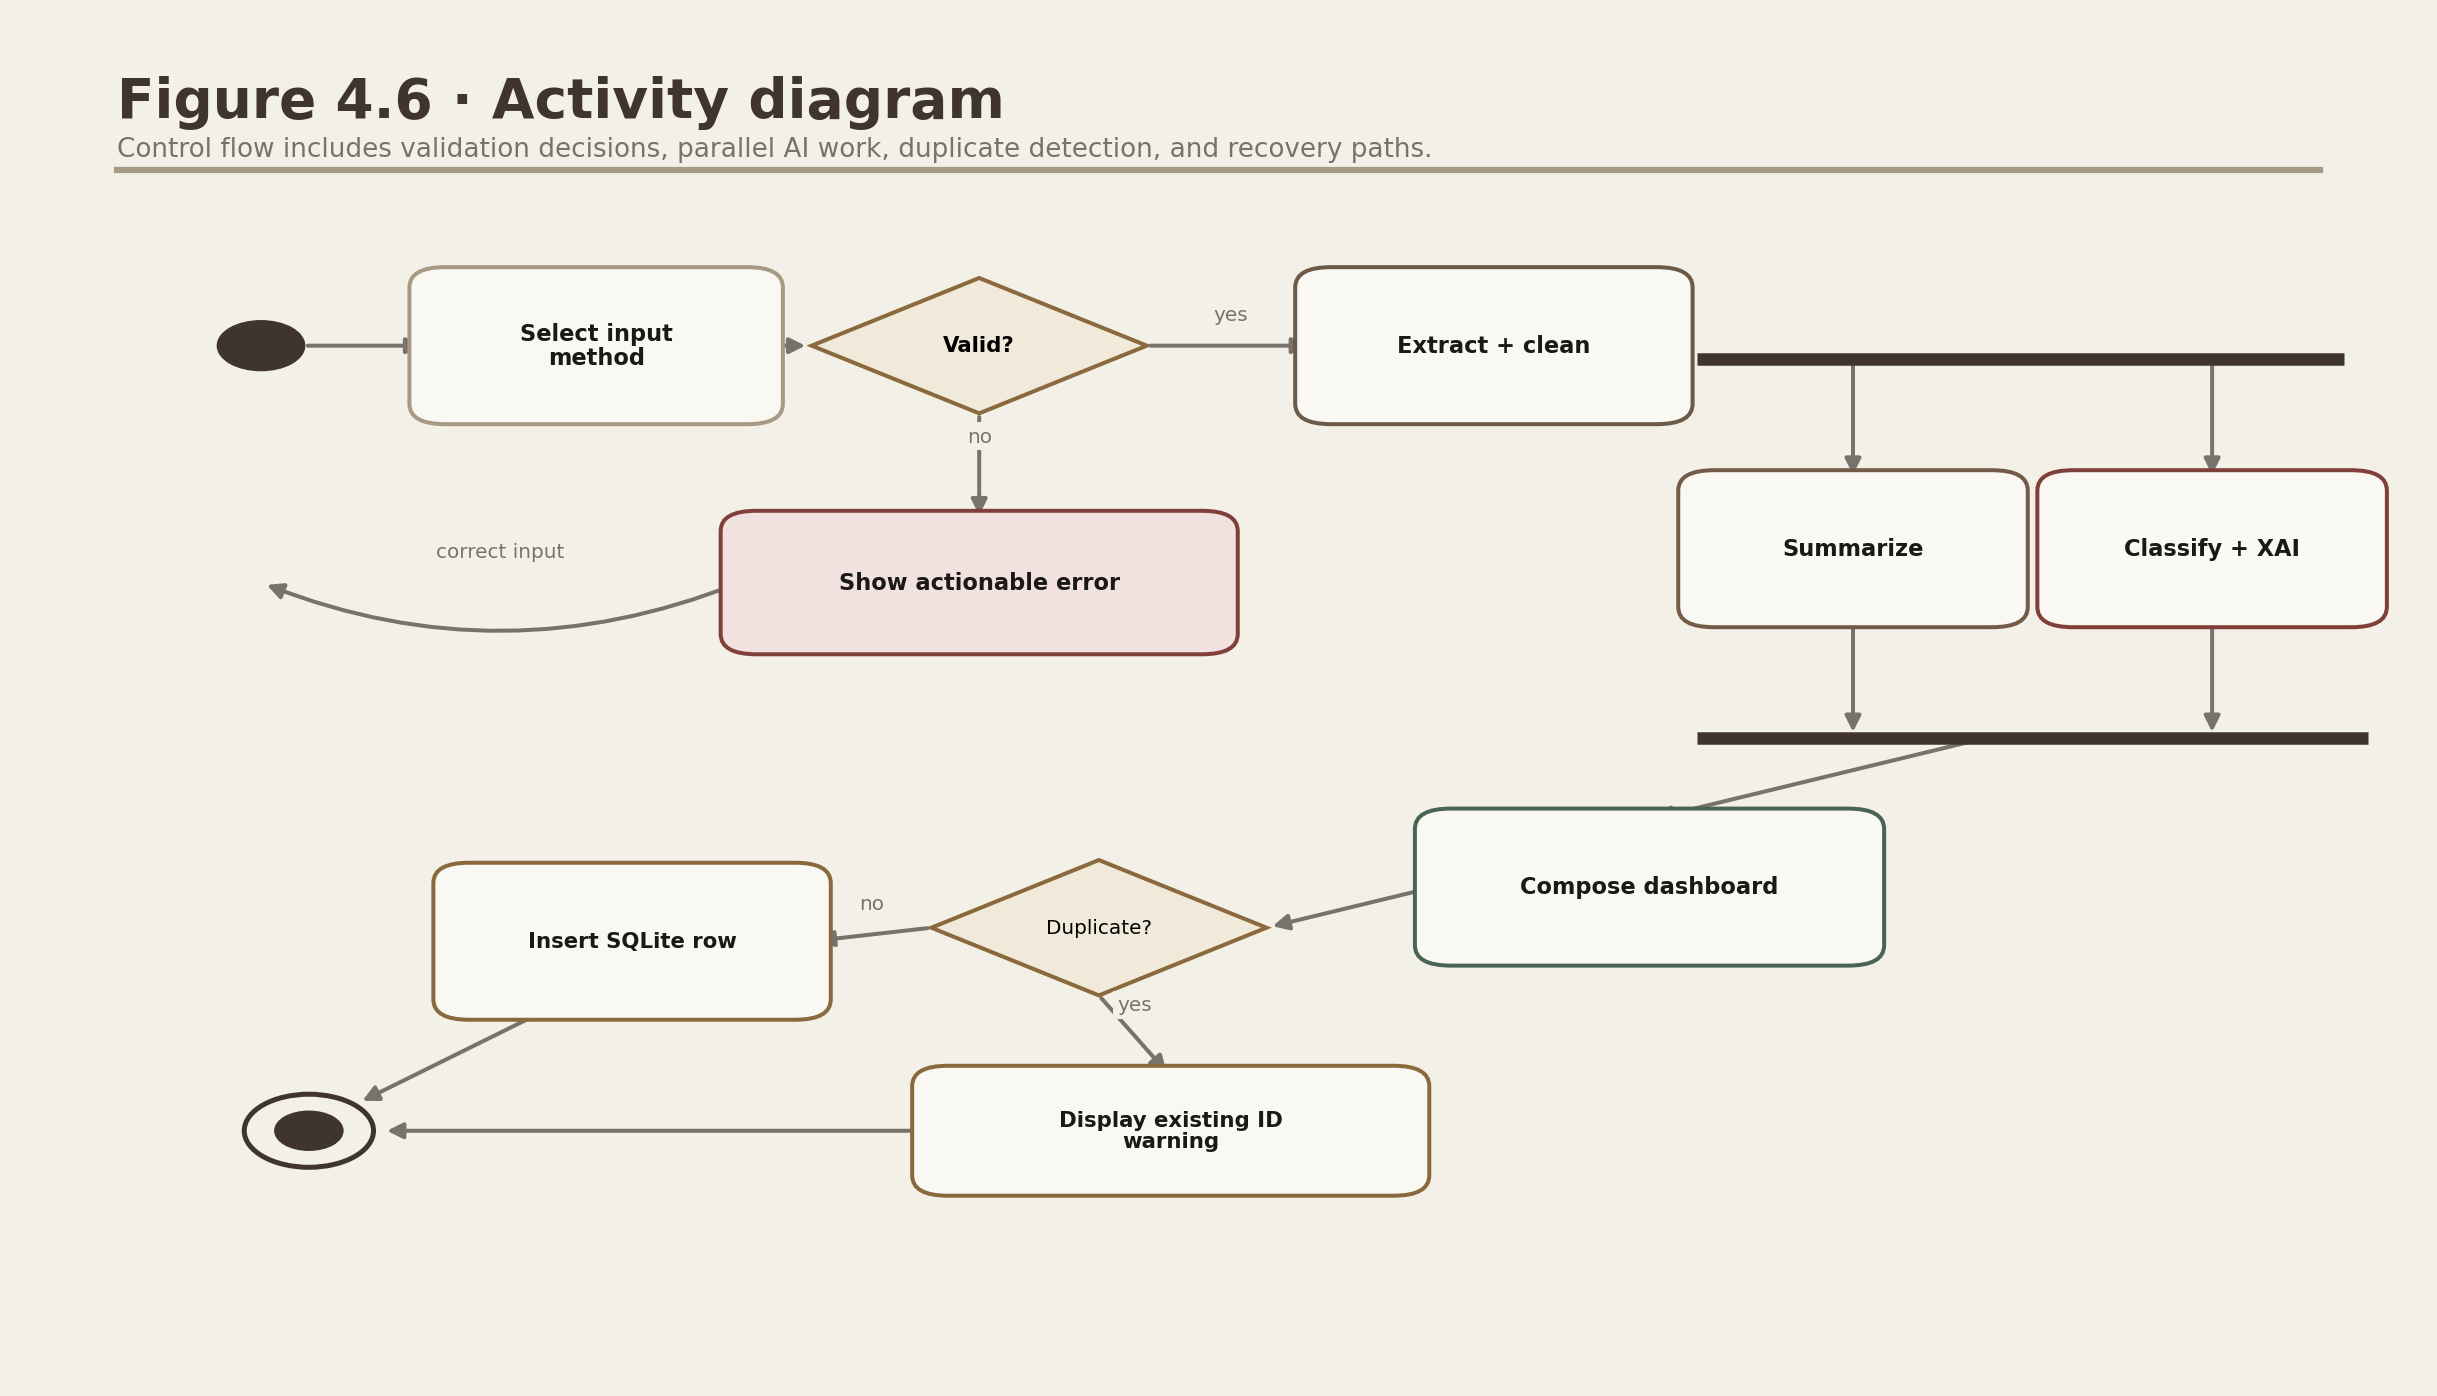 Figure 4.6 · Activity diagram
Control flow includes validation decisions, parallel AI work, duplicate detection, and recovery paths.
Select input
method
Valid?
yes
Extract + clean
no
correct input
Show actionable error
Summarize
Classify + XAI
Compose dashboard
Duplicate?
no
Insert SQLite row
yes
Display existing ID
warning